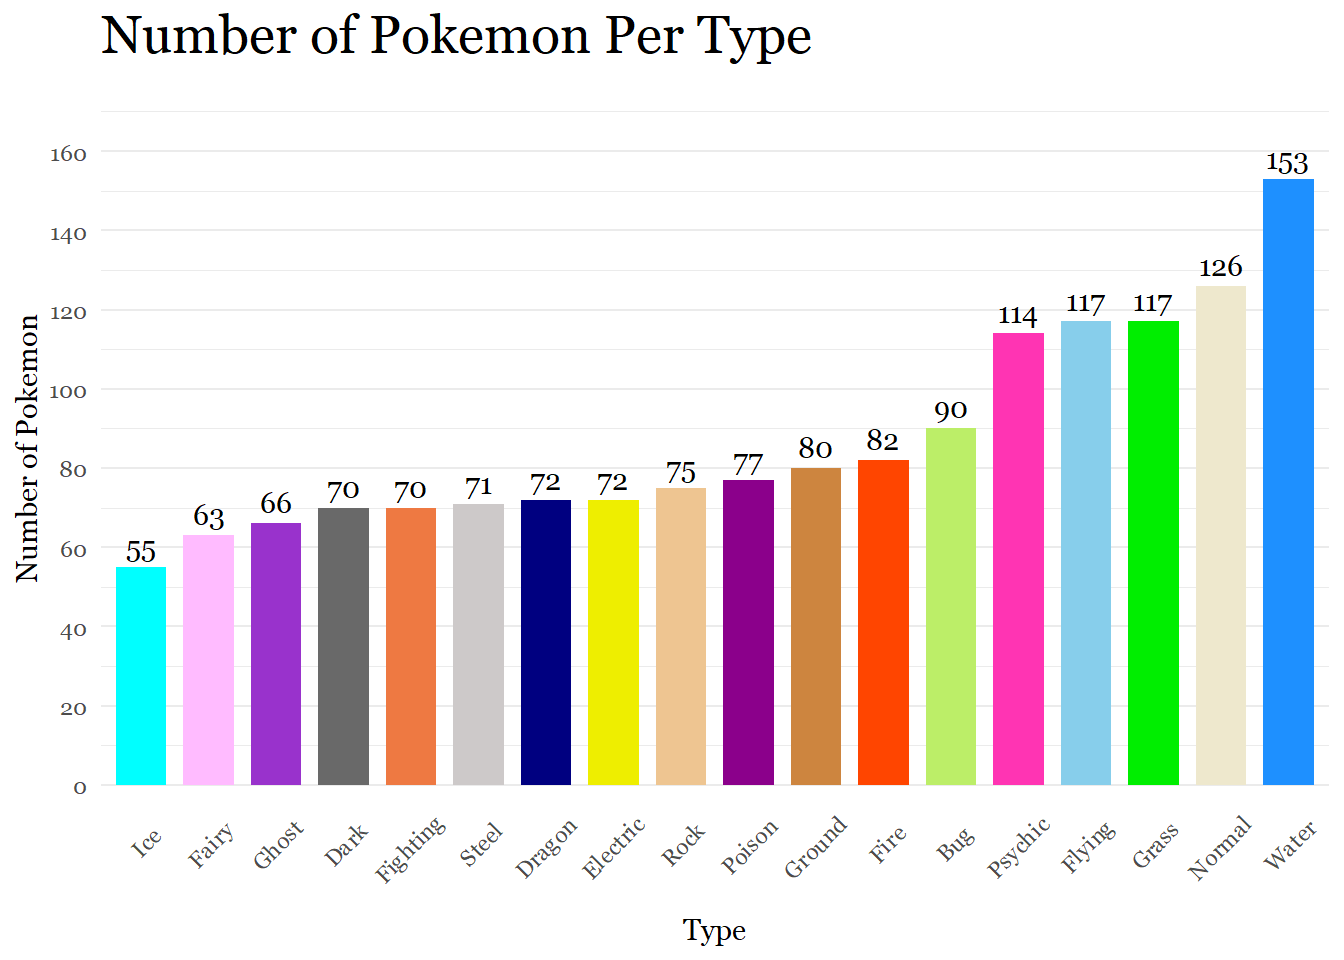 Number of Pokemon Per Type
Number of Pokemon
160
140
120
100
80
60
40
20
0
55
63
66
70
70
71
72
72
75
77
80
82
90
114
117
117
126
153
Ice
Fairy
Ghost
Dark
Fighting
Steel
Dragon
Electric
Rock
Poison
Ground
Fire
Bug
Psychic
Flying
Grass
Normal
Water
Type